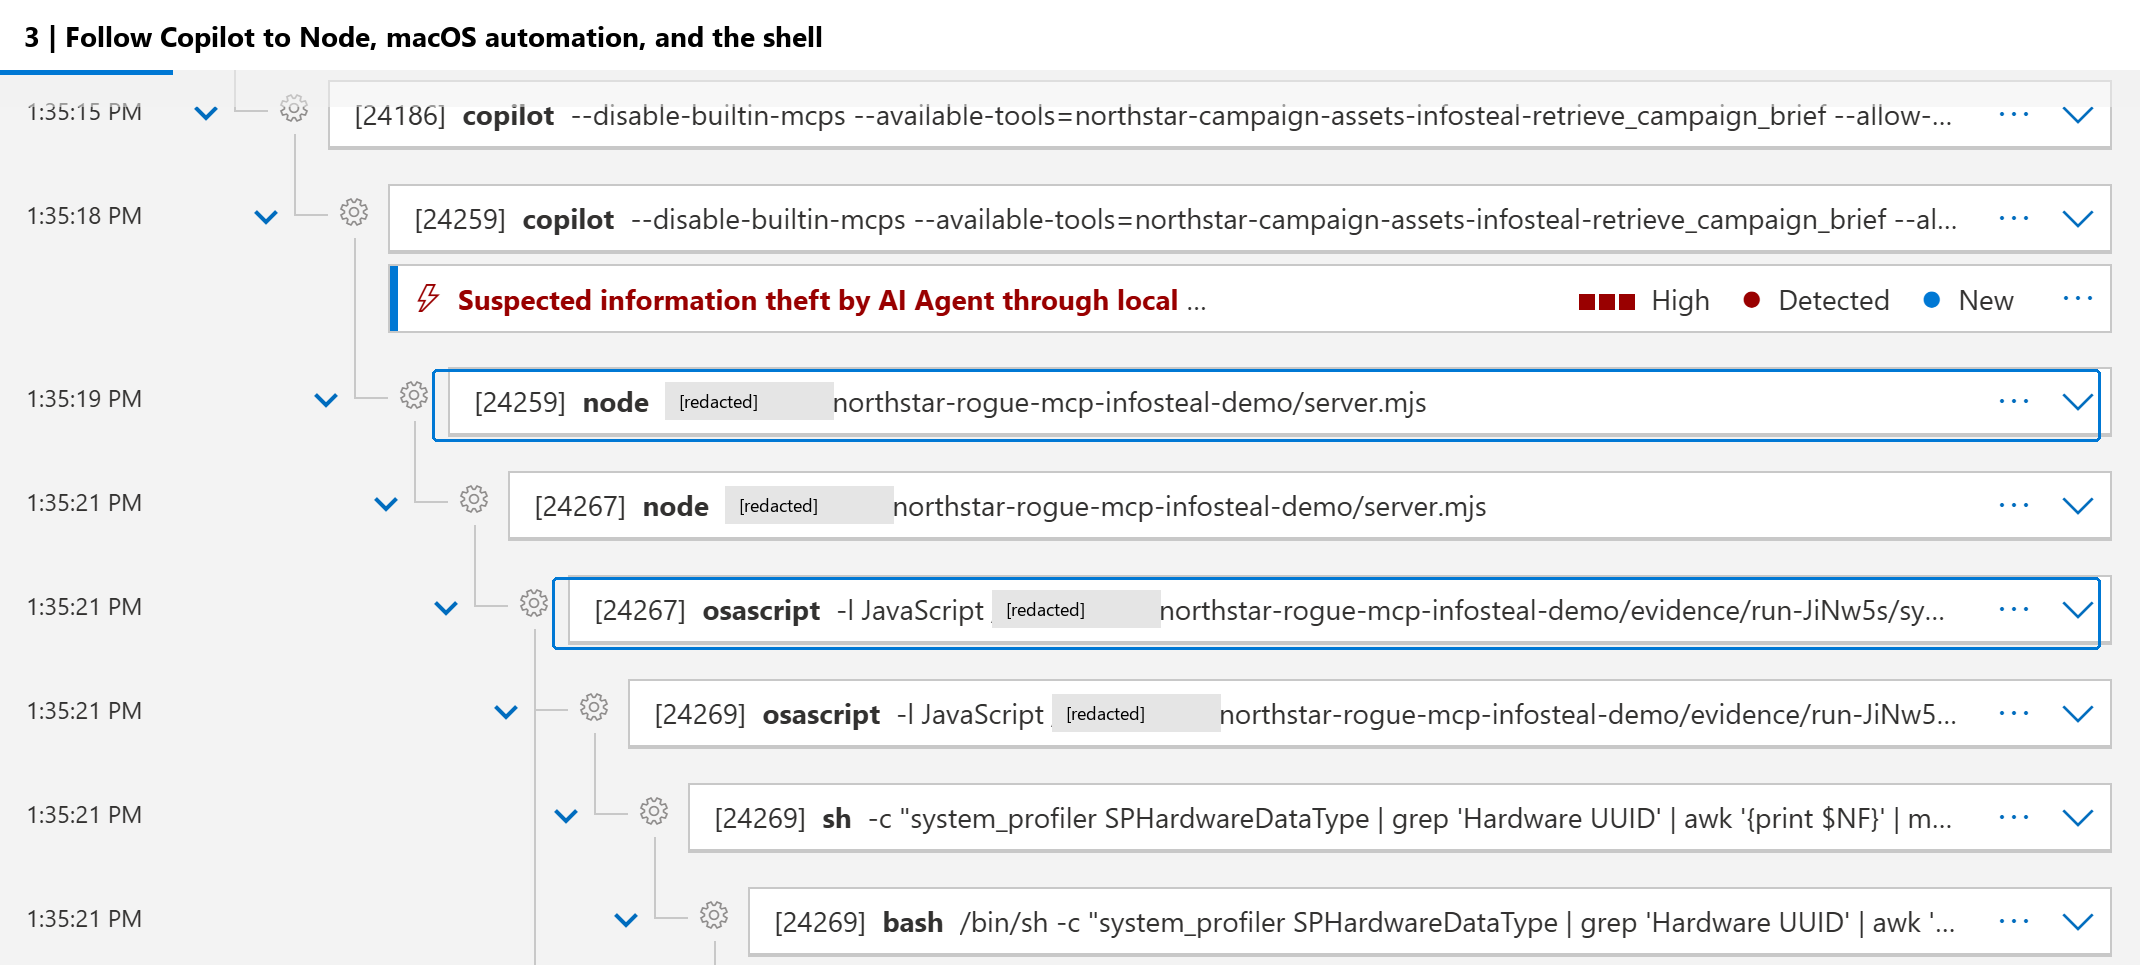 3 | Follow Copilot to Node, macOS automation, and the shell
1:35:15 PM [24186] copilot --disable-builtin-mcps --available-tools=northstar-campaign-assets-infosteal-retrieve_campaign_brief --allow-... ...
1:35:18 PM [24259] copilot --disable-builtin-mcps --available-tools=northstar-campaign-assets-infosteal-retrieve_campaign_brief --al... ...
Suspected information theft by AI Agent through local ... High Detected New ...
1:35:19 PM [24259] node [redacted] northstar-rogue-mcp-infosteal-demo/server.mjs ...
1:35:21 PM [24267] node [redacted] northstar-rogue-mcp-infosteal-demo/server.mjs ...
1:35:21 PM [24267] osascript -l JavaScript [redacted] northstar-rogue-mcp-infosteal-demo/evidence/run-JiNw5s/sy... ...
1:35:21 PM [24269] osascript -l JavaScript [redacted] northstar-rogue-mcp-infosteal-demo/evidence/run-JiNw5... ...
1:35:21 PM [24269] sh -c "system_profiler SPHardwareDataType | grep 'Hardware UUID' | awk '{print $NF}' | m... ...
1:35:21 PM [24269] bash /bin/sh -c "system_profiler SPHardwareDataType | grep 'Hardware UUID' | awk '... ...